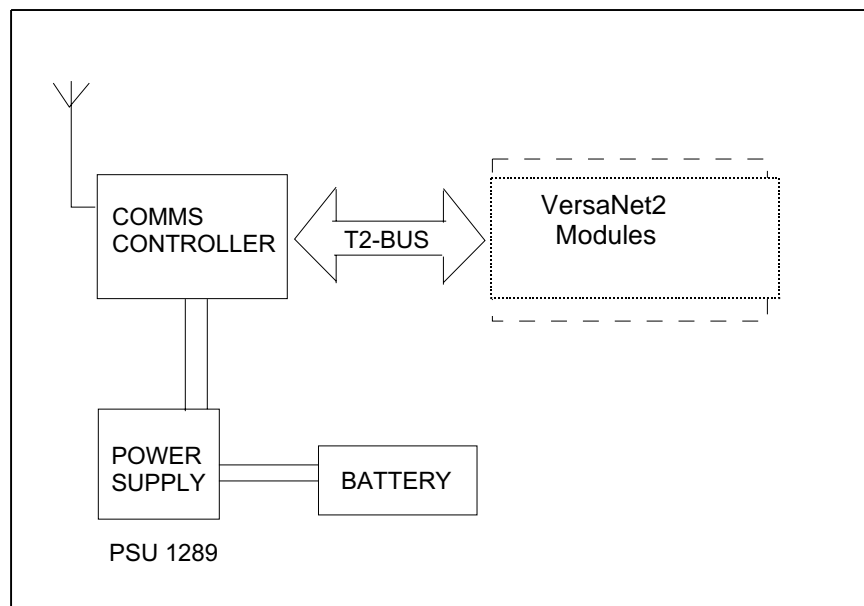 COMMS
CONTROLLER
T2-BUS
VersaNet2
Modules
POWER
SUPPLY
BATTERY
PSU 1289